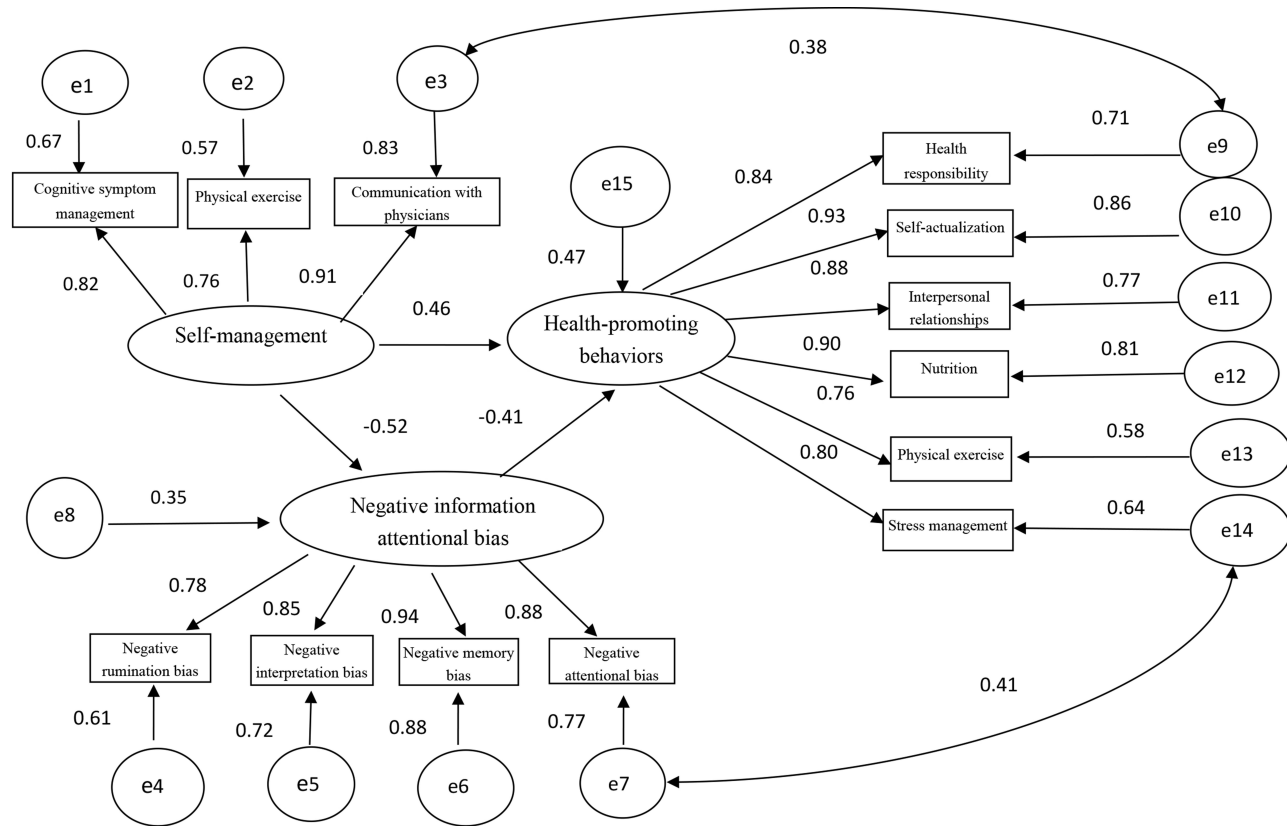 0.38
e1
e2
e3
0.67
0.57
0.83
0.71
e9
Cognitive symptom
management
Physical exercise
Communication with
physicians
e15
Health
responsibility
0.84
0.93
0.86
e10
Self-actualization
0.82
0.76
0.91
0.47
0.88
0.46
0.77
e11
Interpersonal
relationships
Self-management
Health-promoting
behaviors
0.90
0.81
e12
Nutrition
0.76
-0.52
-0.41
0.80
0.58
e13
Physical exercise
e8
0.35
Negative information
attentional bias
0.64
e14
Stress management
0.78
0.85
0.94
0.88
Negative
rumination bias
Negative
interpretation bias
Negative memory
bias
Negative
attentional bias
0.41
0.61
0.72
0.88
0.77
e4
e5
e6
e7